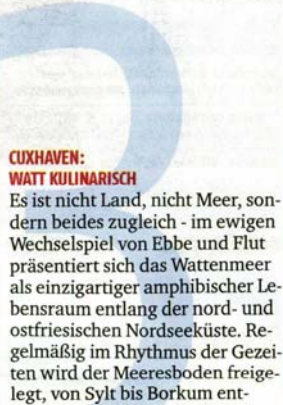 CUXHAVEN:
WATT KULINARISCH
Es ist nicht Land, nicht Meer, son-
dern beides zugleich - im ewigen
Wechselspiel von Ebbe und Flut
präsentiert sich das Wattenmeer
als einzigartiger amphibischer Le-
bensraum entlang der nord- und
ostfriesischen Nordseeküste. Re-
gelmäßig im Rhythmus der Gezei-
ten wird der Meeresboden freige-
legt, von Sylt bis Borkum ent-